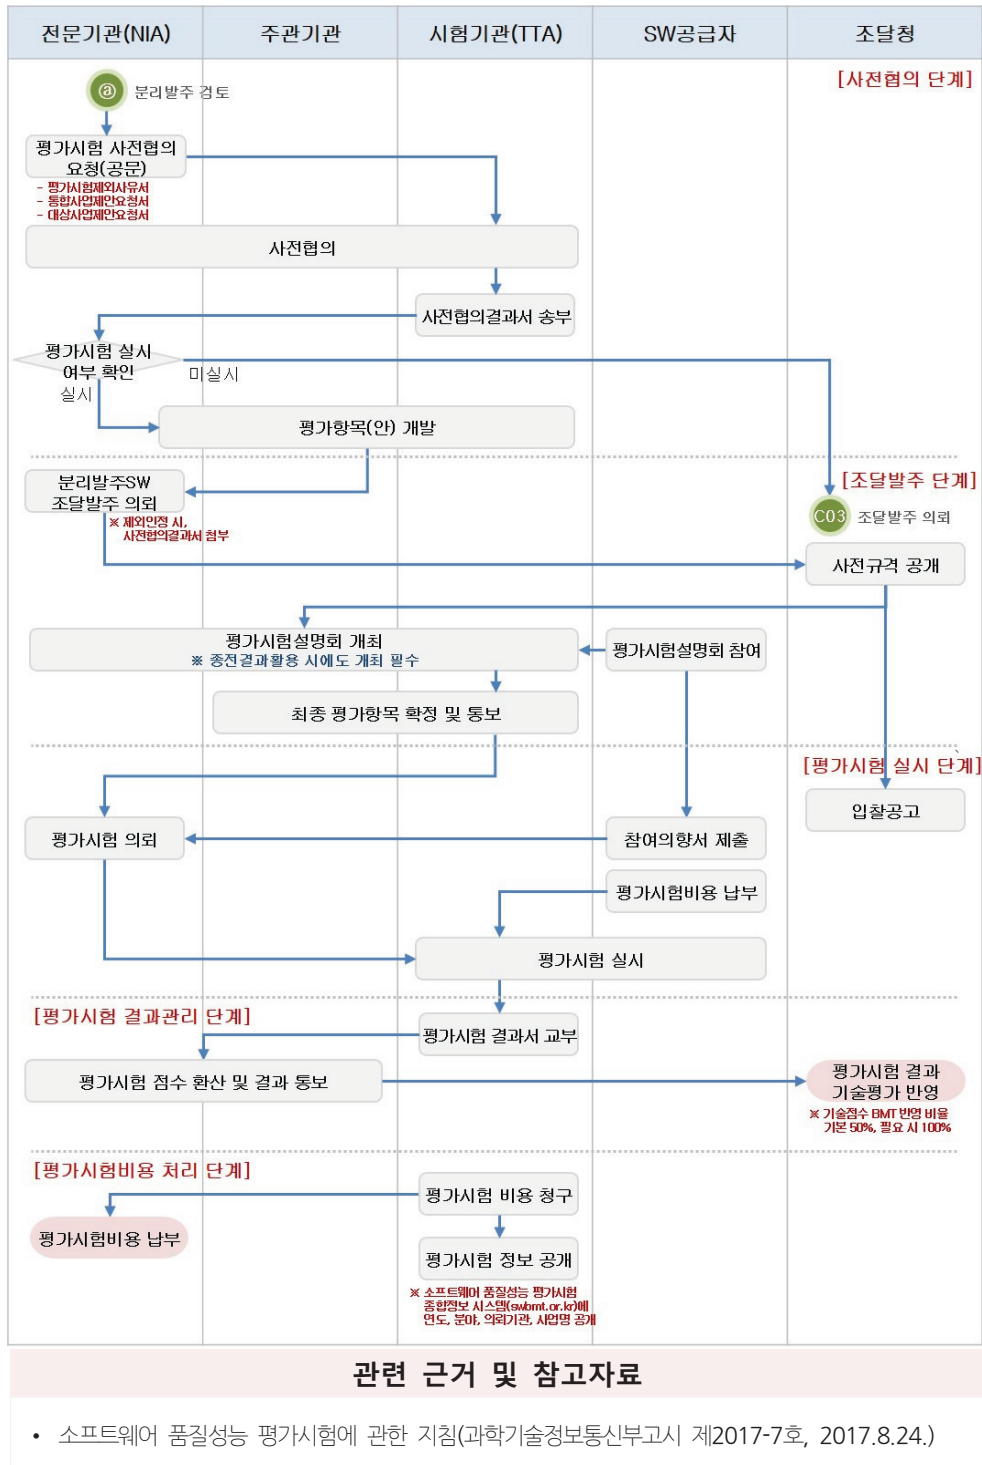 전문기관(NIA)
주관기관
시험기관(TTA)
SW공급자
조달청
[사전협의 단계]
@ 분리발주 검토
평가시험 사전협의
요청(공문)
- 평가시험제외사유서
- 통합사업제안요청서
- 대상사업제안요청서
사전협의
사전협의결과서 송부
평가시험 실시
여부 확인
미실시
실시
평가항목(안) 개발
[조달발주 단계]
분리발주SW
조달발주 의뢰
※ 제외인정 시,
사전협의결과서 첨부
C03 조달발주 의뢰
사전규격 공개
평가시험설명회 개최
※ 종전결과활용 시에도 개최 필수
평가시험설명회 참여
최종 평가항목 확정 및 통보
[평가시험 실시 단계]
입찰공고
평가시험 의뢰
참여의향서 제출
평가시험비용 납부
평가시험 실시
[평가시험 결과관리 단계]
평가시험 결과서 교부
평가시험 점수 환산 및 결과 통보
평가시험 결과
기술평가 반영
※ 기술점수 BMT 반영 비율
기본 50%, 필요 시 100%
[평가시험비용 처리 단계]
평가시험 비용 청구
평가시험비용 납부
평가시험 정보 공개
※ 소프트웨어 품질성능 평가시험
종합정보 시스템(swbmt.or.kr)에
연도, 분야, 의뢰기관, 사업명 공개
관련 근거 및 참고자료
• 소프트웨어 품질성능 평가시험에 관한 지침(과학기술정보통신부고시 제2017-7호, 2017.8.24.)